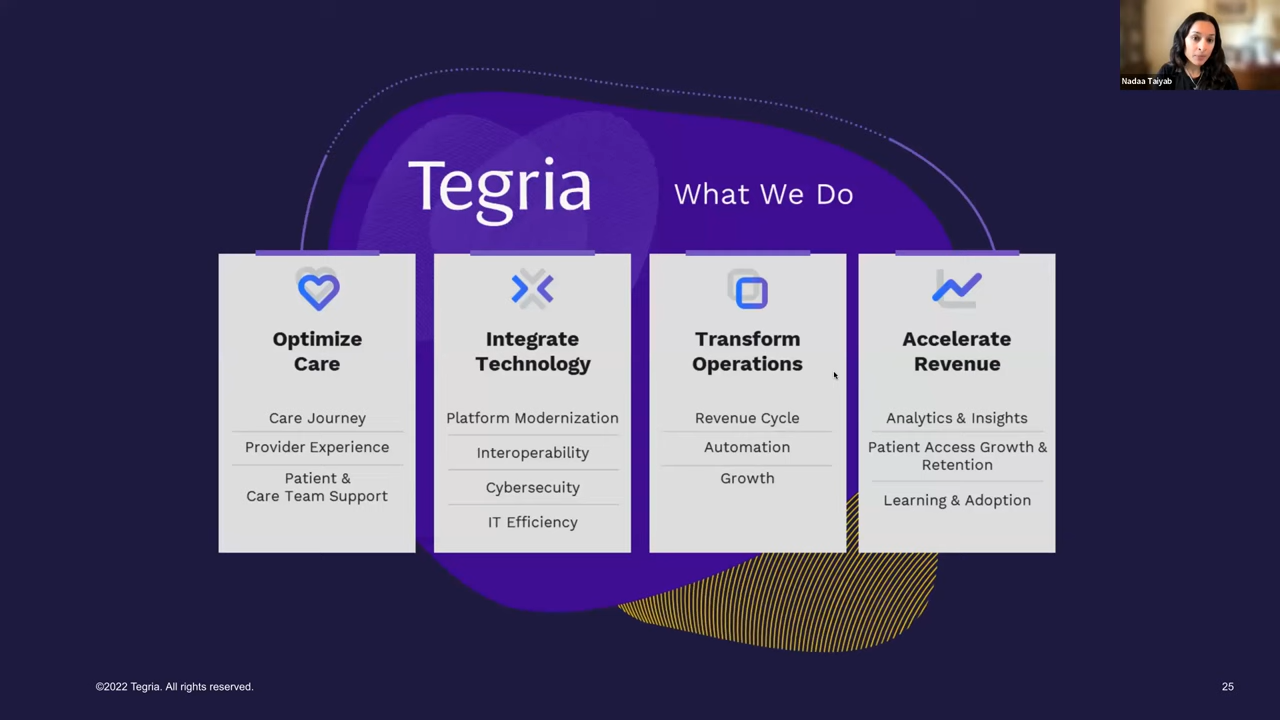 Nadaa Taiyab
Tegria
What We Do
Optimize
Care
Care Journey
Provider Experience
Patient &
Care Team Support
Integrate
Technology
Platform Modernization
Interoperability
Cybersecuity
IT Efficiency
Transform
Operations
Revenue Cycle
Automation
Growth
Accelerate
Revenue
Analytics & Insights
Patient Access Growth &
Retention
Learning & Adoption
©2022 Tegria. All rights reserved.
25